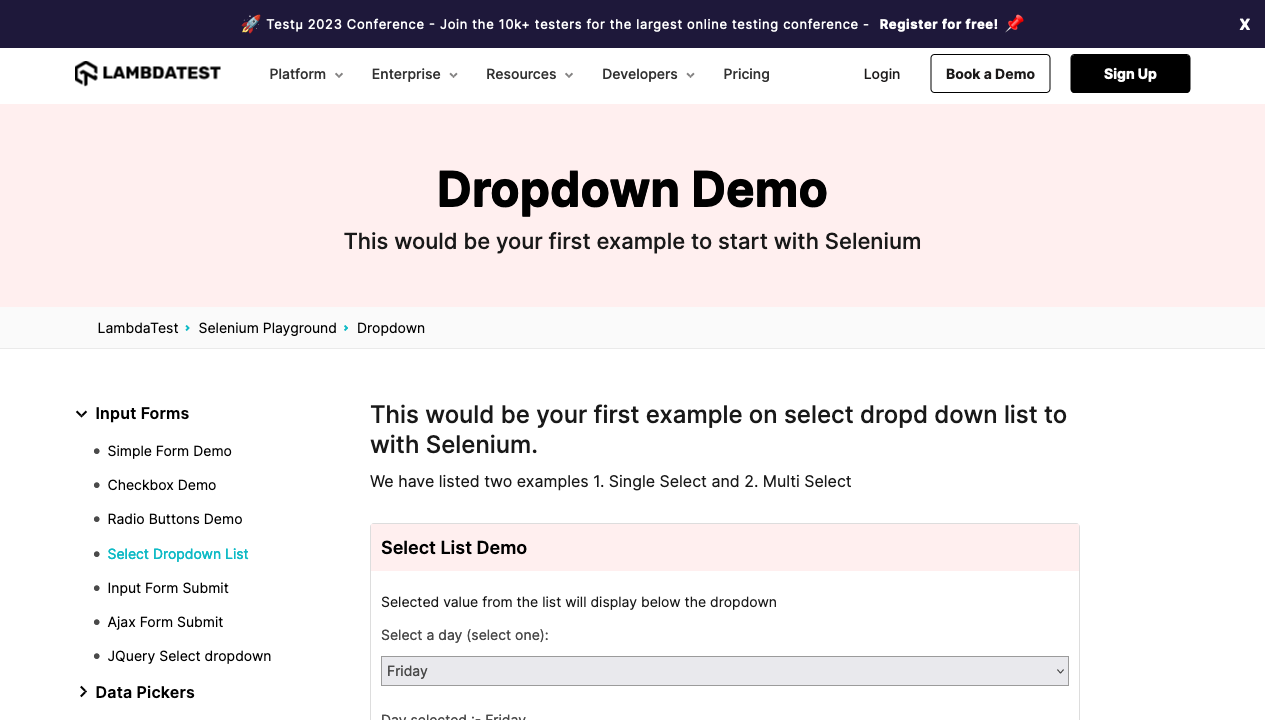 🚀 Testμ 2023 Conference - Join the 10k+ testers for the largest online testing conference - Register for free! 📌 X
LAMBDATEST Platform Enterprise Resources Developers Pricing Login Book a Demo Sign Up
Dropdown Demo
This would be your first example to start with Selenium
LambdaTest Selenium Playground Dropdown
Input Forms
Simple Form Demo
Checkbox Demo
Radio Buttons Demo
Select Dropdown List
Input Form Submit
Ajax Form Submit
JQuery Select dropdown
Data Pickers
This would be your first example on select dropd down list to
with Selenium.
We have listed two examples 1. Single Select and 2. Multi Select
Select List Demo
Selected value from the list will display below the dropdown
Select a day (select one):
Friday
Day selected :- Friday